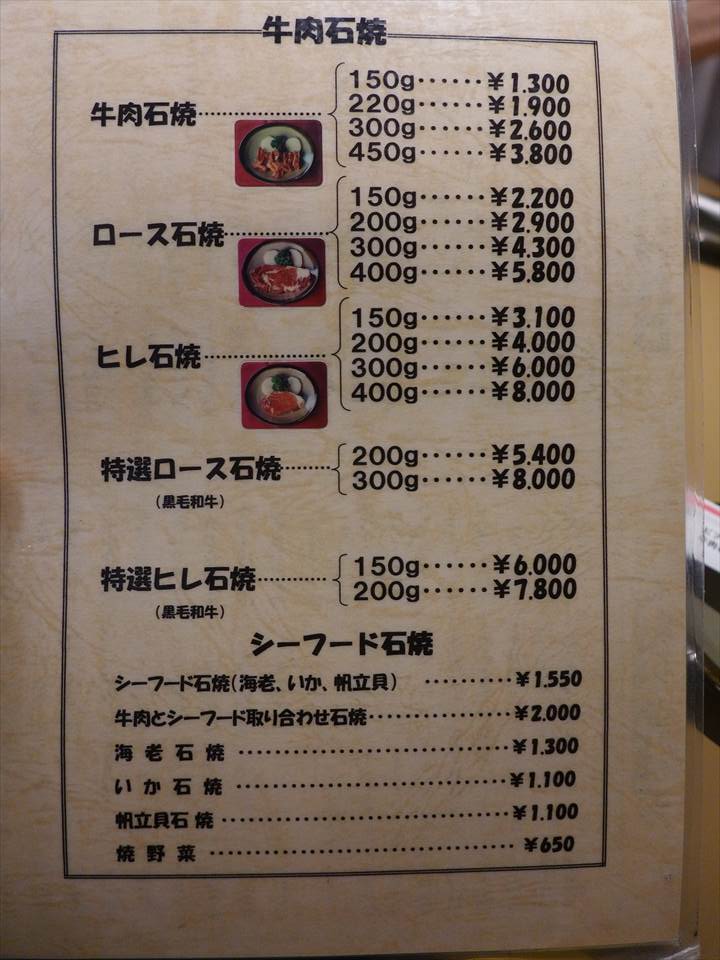 牛肉石焼
牛肉石焼
150g ¥1.300
220g ¥1.900
300g ¥2.600
450g ¥3.800
ロース石焼
150g ¥2.200
200g ¥2.900
300g ¥4.300
400g ¥5.800
ヒレ石焼
150g ¥3.100
200g ¥4.000
300g ¥6.000
400g ¥8.000
特選ロース石焼
(黒毛和牛)
200g ¥5.400
300g ¥8.000
特選ヒレ石焼
(黒毛和牛)
150g ¥6.000
200g ¥7.800
シーフード石焼
シーフード石焼(海老、いか、帆立貝) ¥1.550
牛肉とシーフード取り合わせ石焼 ¥2.000
海老石焼 ¥1.300
いか石焼 ¥1.100
帆立貝石焼 ¥1.100
焼野菜 ¥650